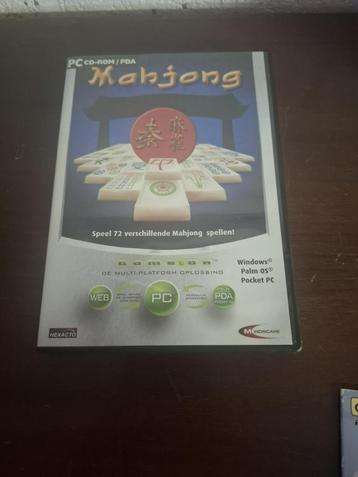 PC CD-ROM / PDA
Mahjong
麻雀
Speel 72 verschillende Mahjong spellen!
DE MULTI-PLATFORM OPLOSSING
Windows®
Palm OS®
Pocket PC
WEB
PC
PDA
HEXACTO
MINDSCAPE